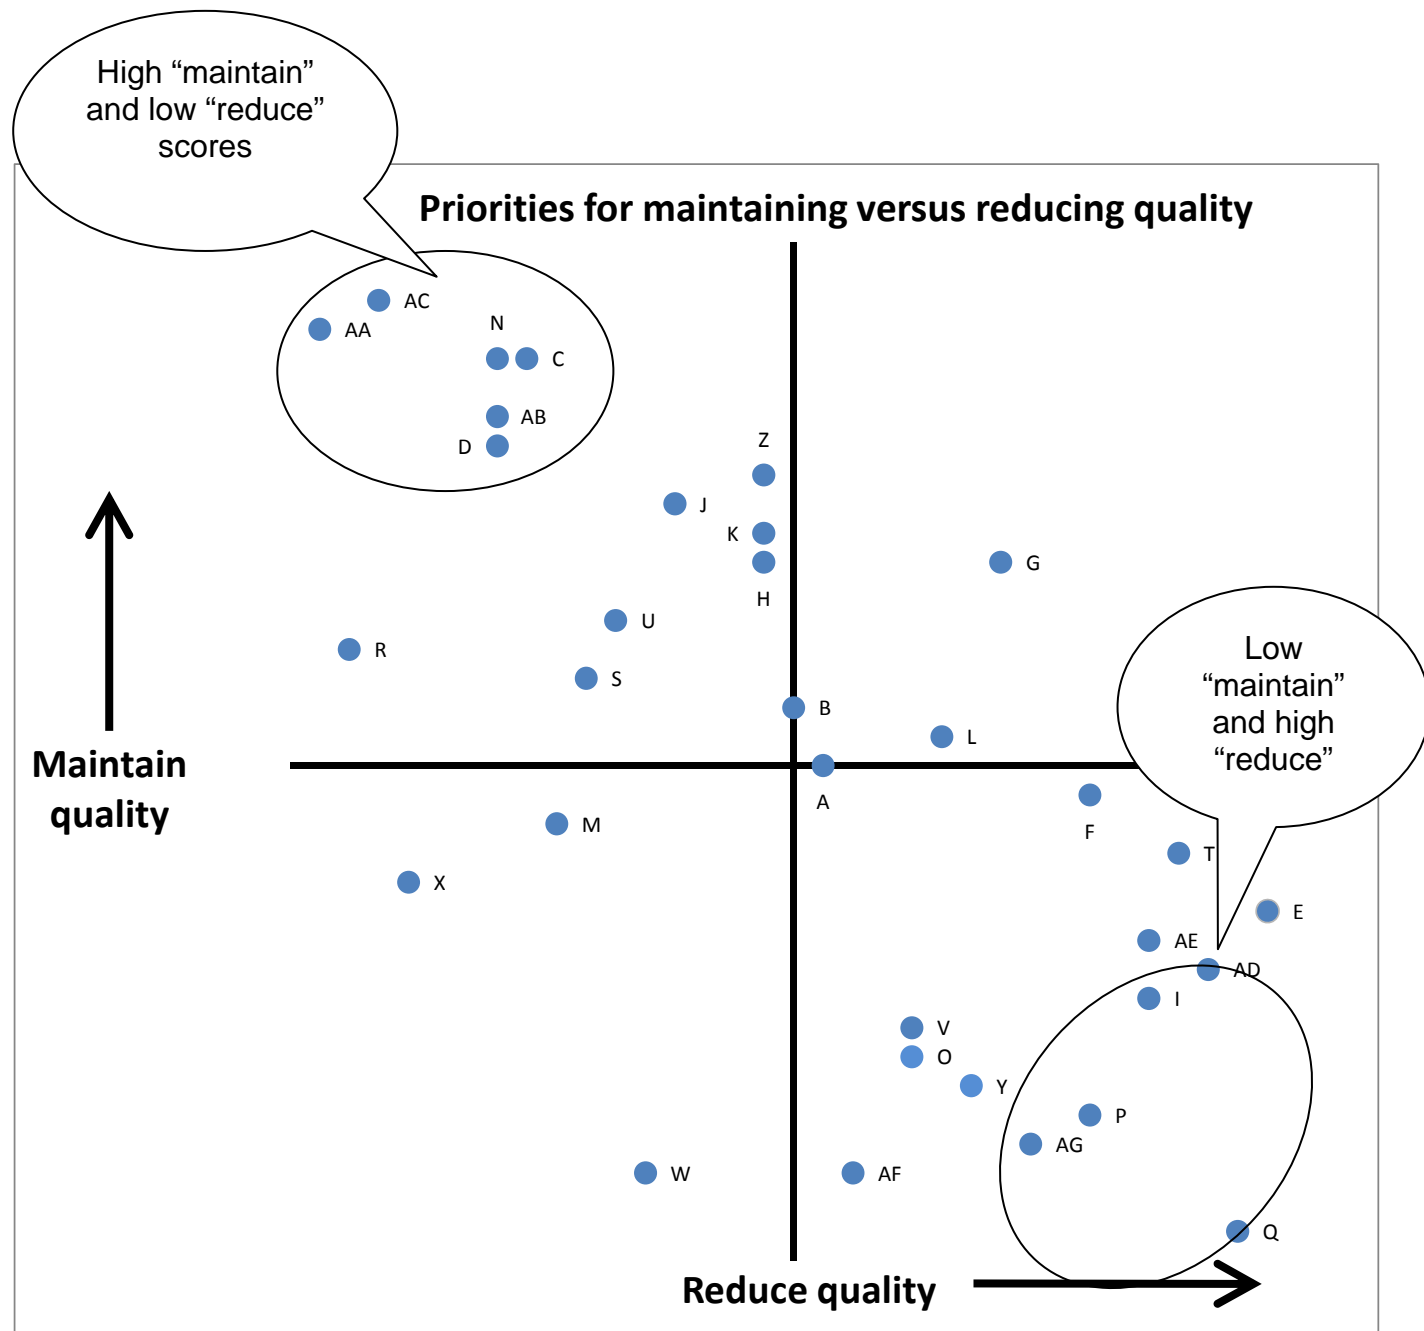 High “maintain”
and low “reduce”
scores
Priorities for maintaining versus reducing quality
AC
AA
N
C
AB
D
Z
J
K
G
H
U
R
S
Low
“maintain”
and high
“reduce”
B
L
Maintain
quality
A
M
F
T
X
E
AE
AD
I
V
O
Y
P
AG
W
AF
Q
Reduce quality